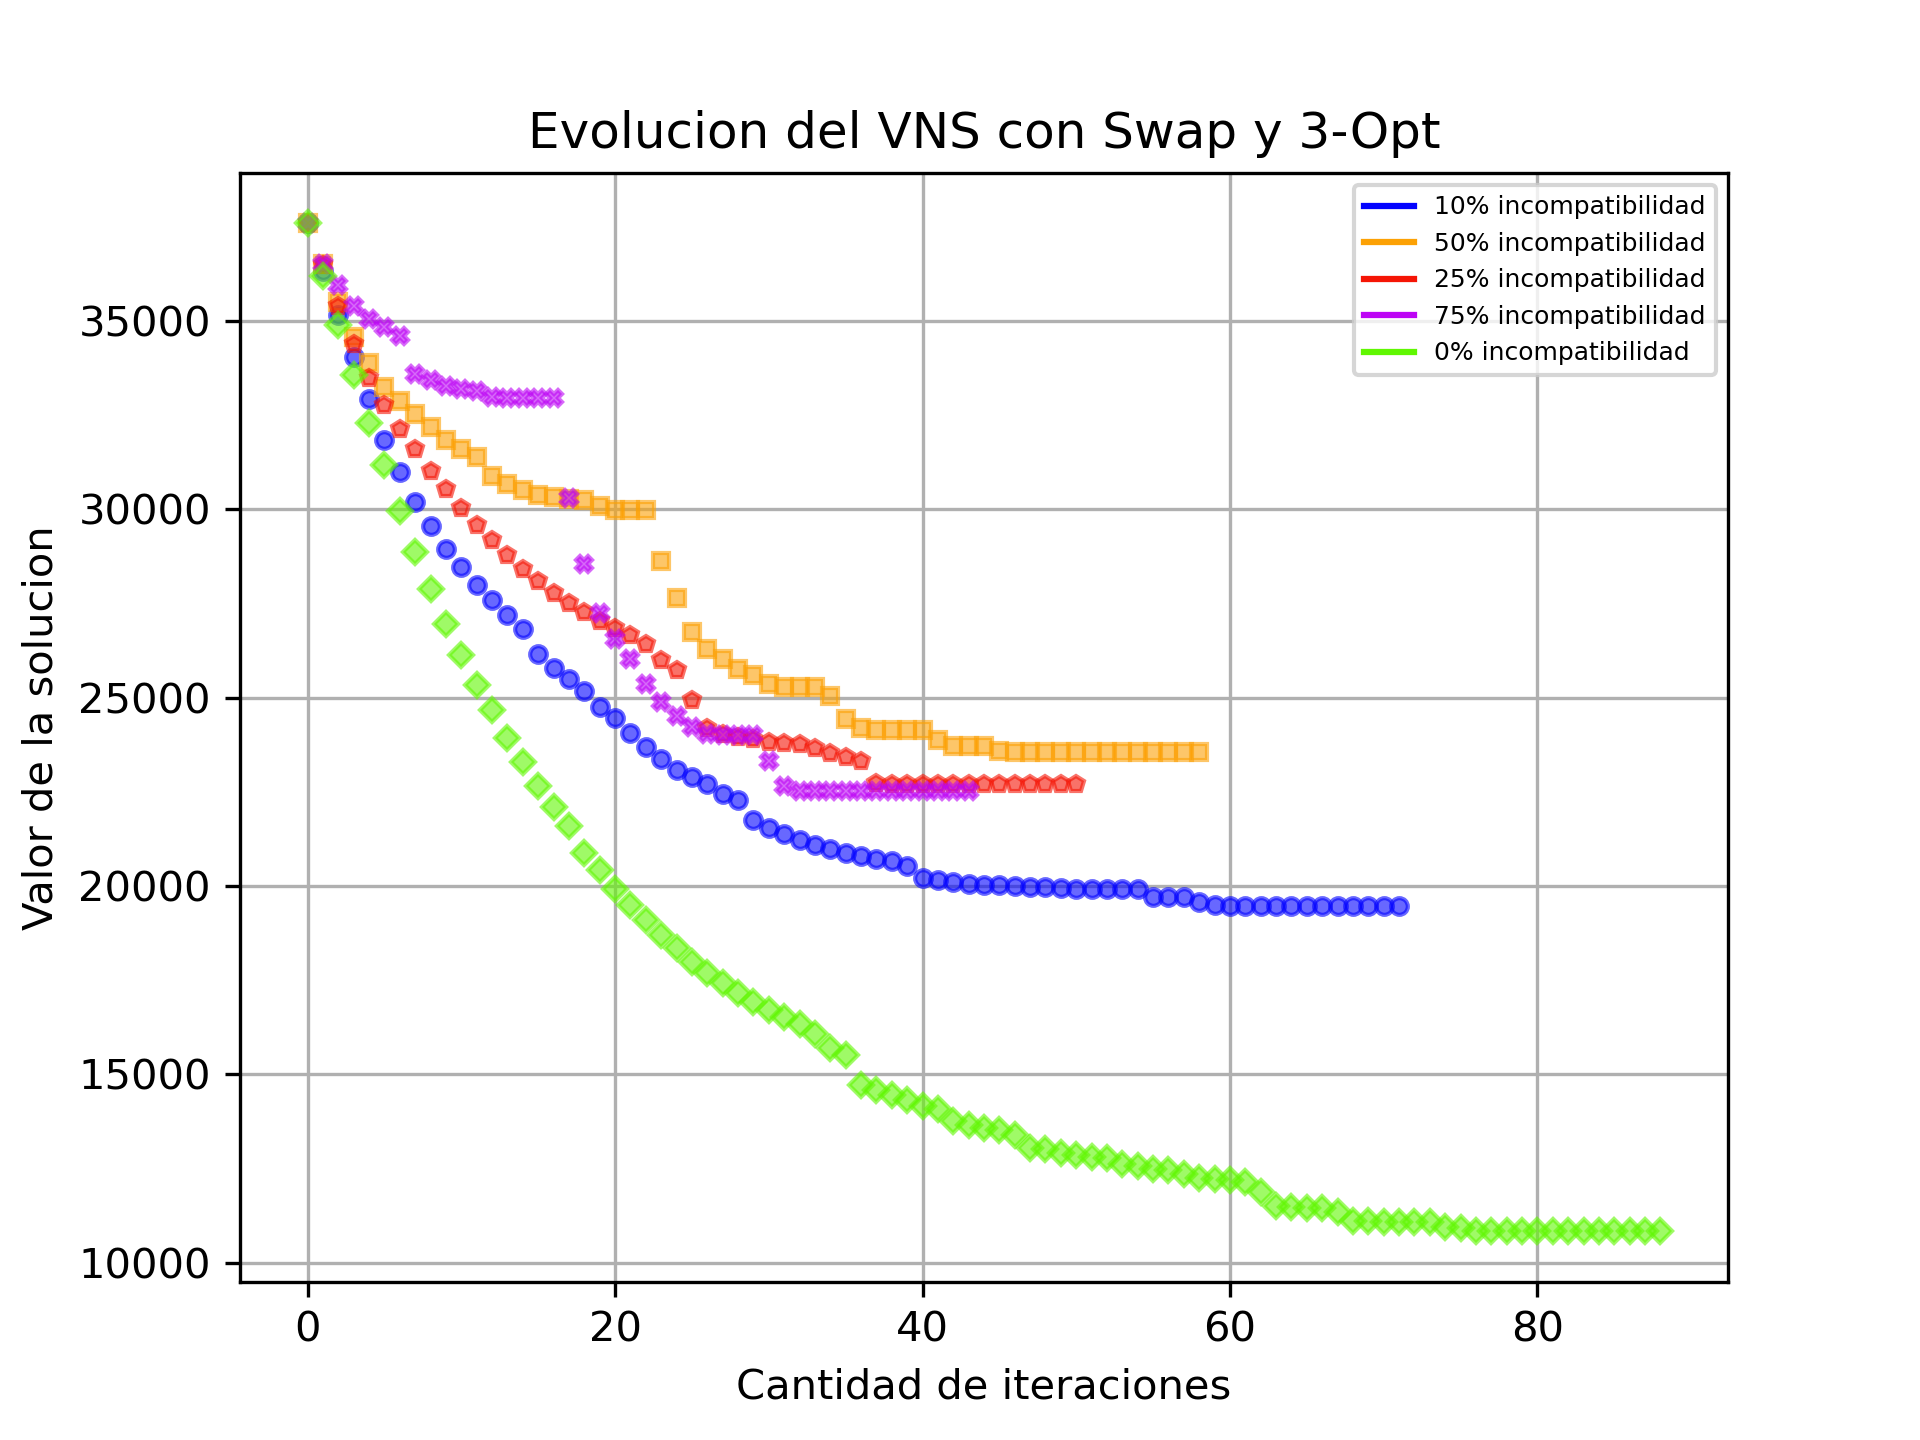 Evolucion del VNS con Swap y 3-Opt
10% incompatibilidad
50% incompatibilidad
25% incompatibilidad
75% incompatibilidad
0% incompatibilidad
Valor de la solucion
35000
30000
25000
20000
15000
10000
0 20 40 60 80
Cantidad de iteraciones